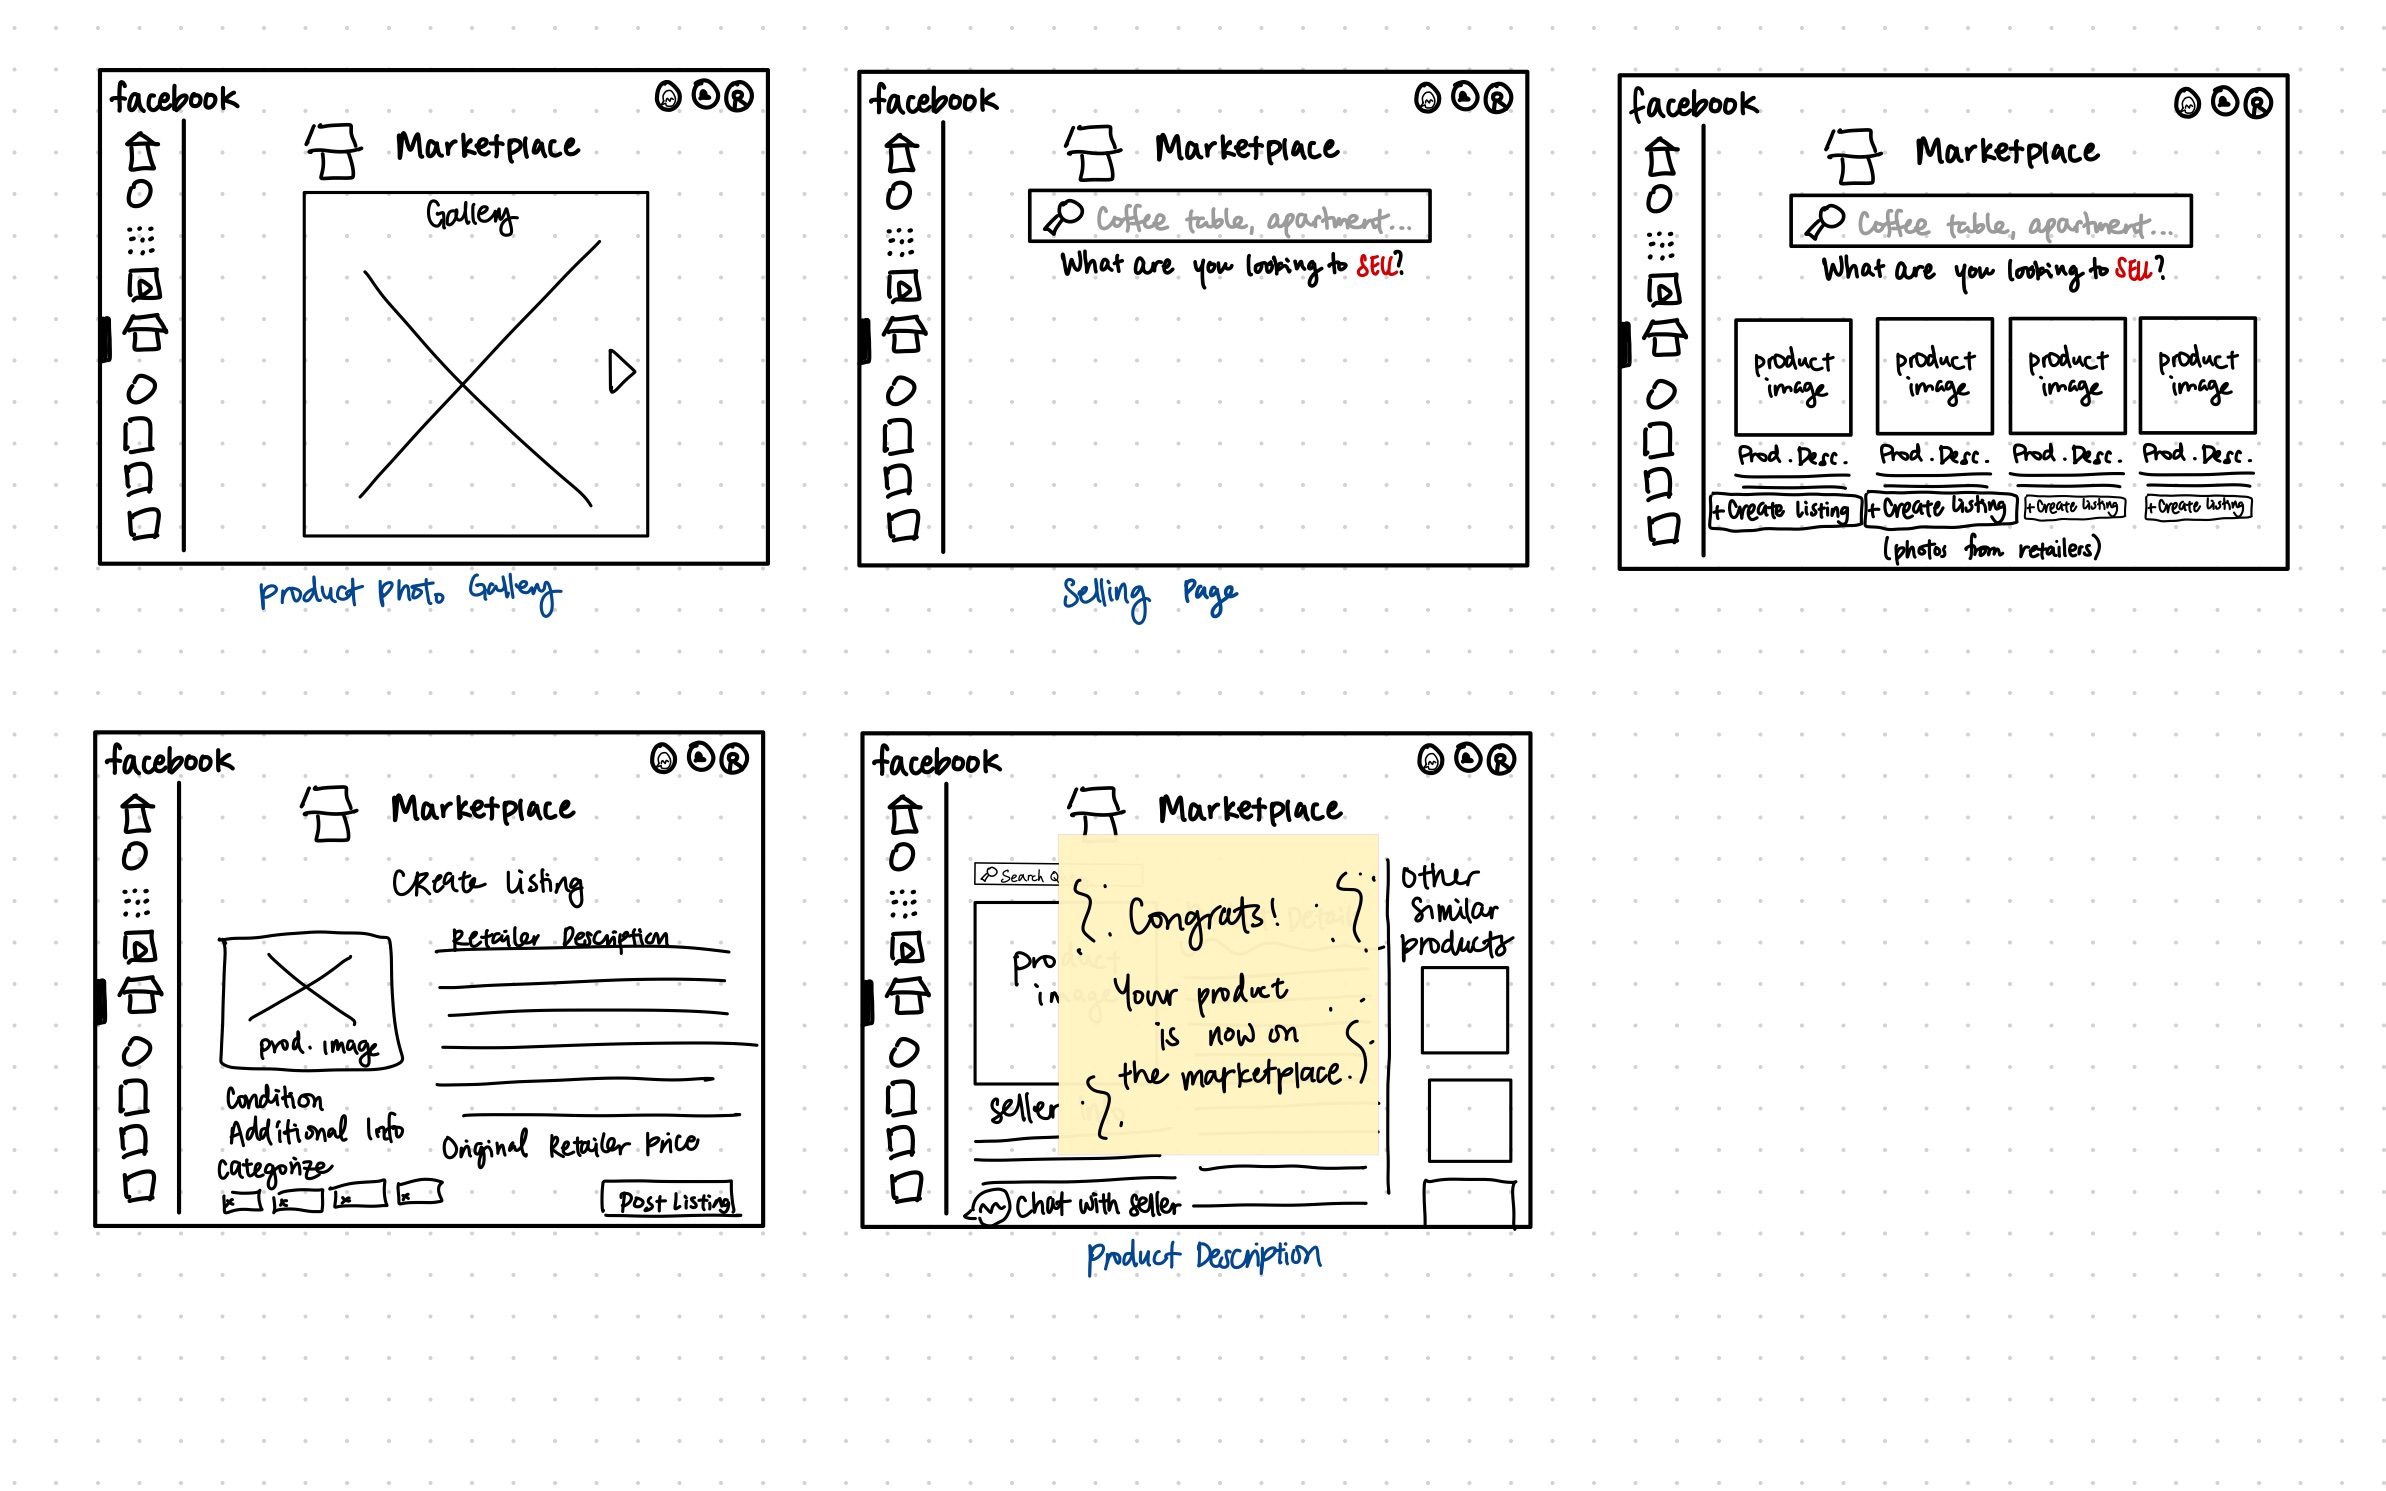 facebook
Marketplace
Gallery
Product Photo Gallery
facebook
Marketplace
Coffee table, apartment...
What are you looking to SELL?
Selling Page
facebook
Marketplace
Coffee table, apartment...
What are you looking to SELL?
product image
product image
product image
product image
Prod. Desc.
Prod. Desc.
Prod. Desc.
Prod. Desc.
+Create Listing
+Create Listing
+Create Listing
+Create Listing
(photos from retailers)
facebook
Marketplace
Create Listing
Retailer Description
prod. image
Condition
Additional Info
Categorize
Original Retailer Price
Post Listing
facebook
Marketplace
Search
Congrats!
Your product
is now on
the marketplace.
product
image
seller
Chat with seller
other
similar
products
Product Description